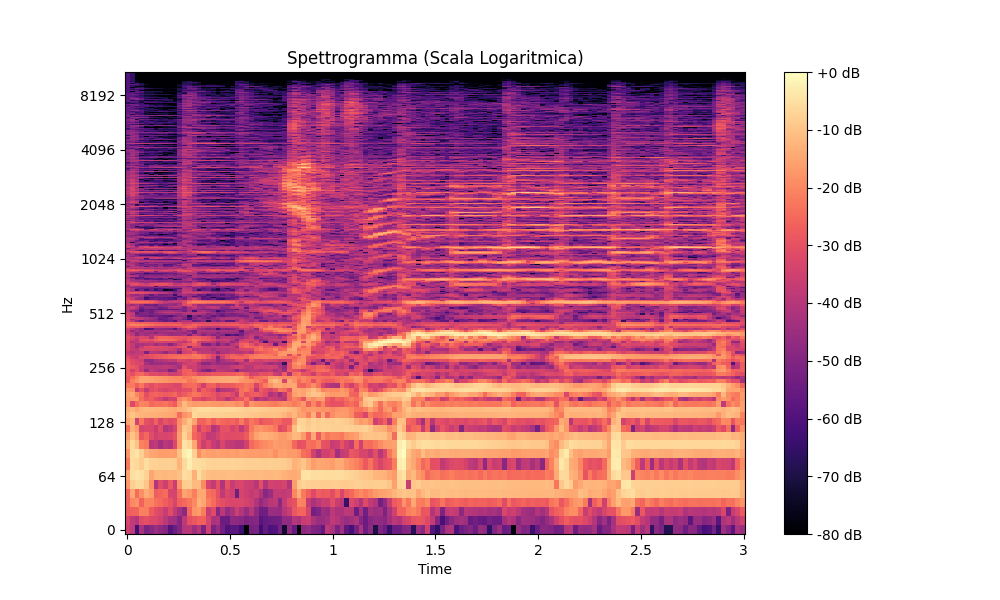 Spettrogramma (Scala Logaritmica)
Hz
8192
4096
2048
1024
512
256
128
64
0
0
0.5
1
1.5
2
2.5
3
Time
+0 dB
-10 dB
-20 dB
-30 dB
-40 dB
-50 dB
-60 dB
-70 dB
-80 dB